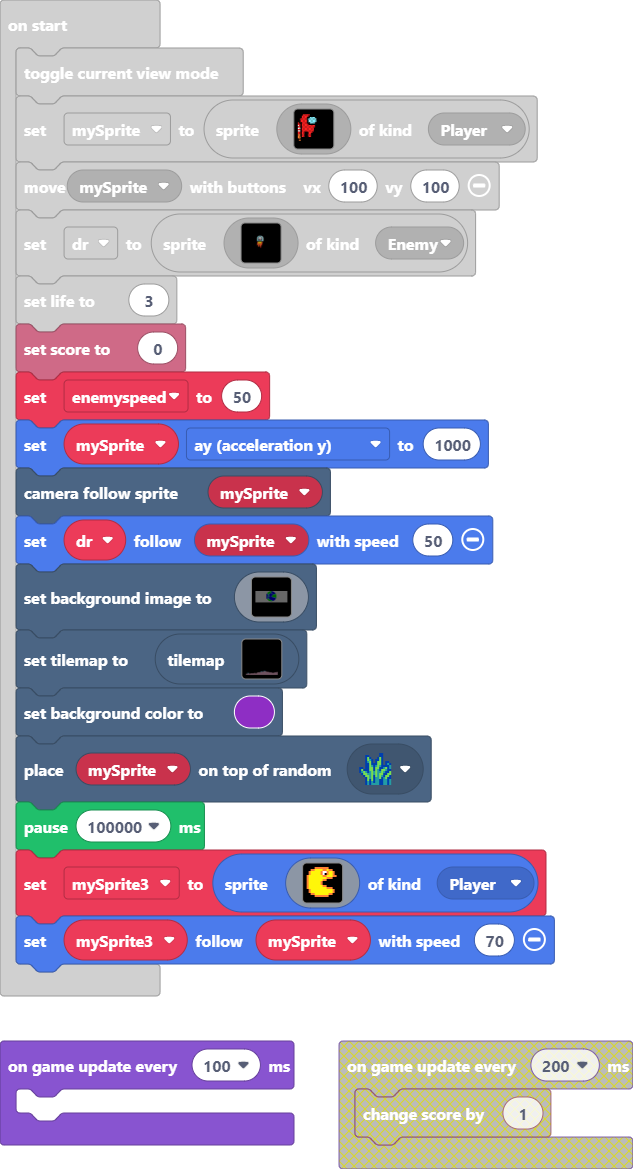 on start
toggle current view mode
set mySprite to sprite of kind Player
move mySprite with buttons vx 100 vy 100
set dr to sprite of kind Enemy
set life to 3
set score to 0
set enemyspeed to 50
set mySprite ay (acceleration y) to 1000
camera follow sprite mySprite
set dr follow mySprite with speed 50
set background image to
set tilemap to tilemap
set background color to
place mySprite on top of random
pause 100000 ms
set mySprite3 to sprite of kind Player
set mySprite3 follow mySprite with speed 70
on game update every 100 ms
on game update every 200 ms
change score by 1